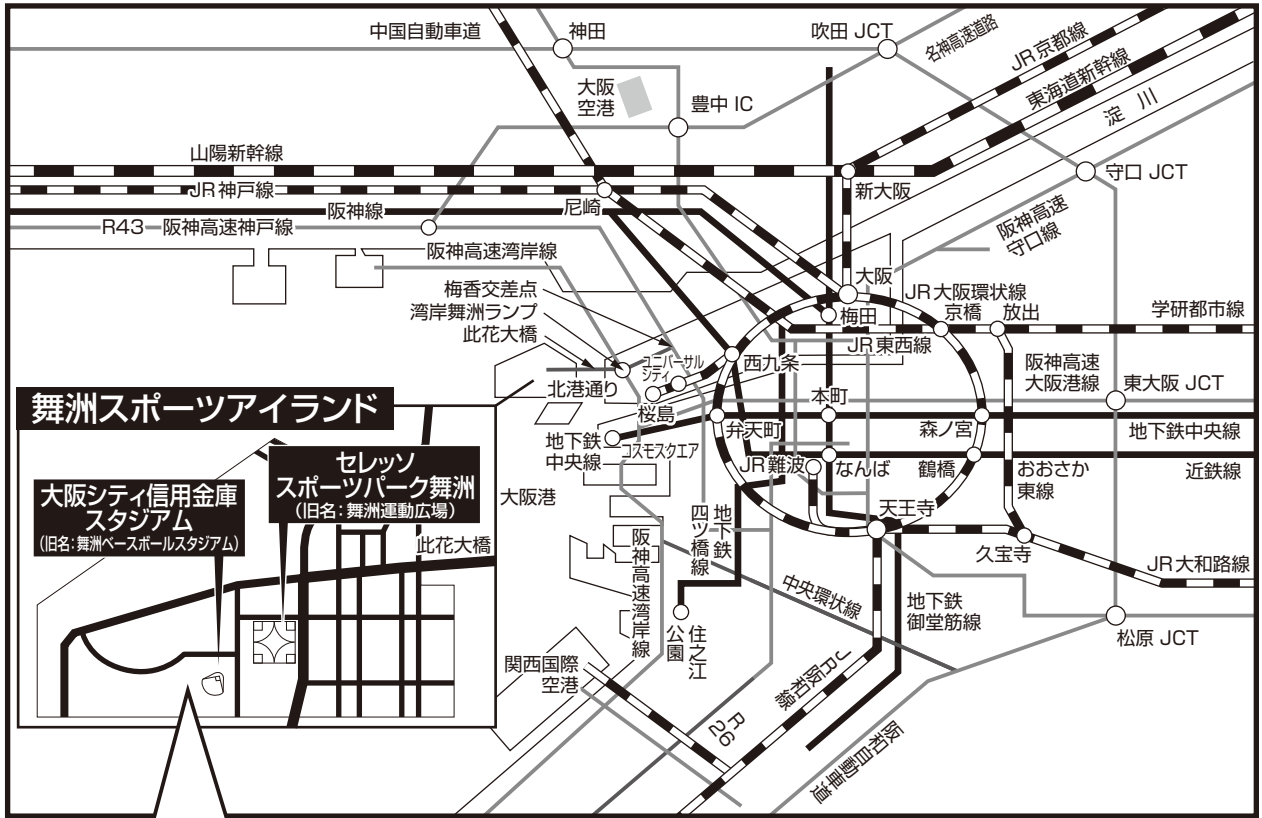 中国自動車道
神田
吹田 JCT
名神高速道路
JR京都線
東海道新幹線
淀川
大阪
空港
豊中 IC
山陽新幹線
新大阪
守口 JCT
JR神戸線
尼崎
阪神線
R43 阪神高速神戸線
阪神高速
守口線
阪神高速湾岸線
大阪
梅香交差点
JR大阪環状線
湾岸舞洲ランプ
梅田
京橋
放出
学研都市線
此花大橋
JR東西線
ユニバーサル
シティ
西九条
阪神高速
大阪港線
東大阪 JCT
北港通り
桜島
本町
舞洲スポーツアイランド
弁天町
森ノ宮
地下鉄中央線
地下鉄
中央線
コスモスクエア
JR難波
なんば
鶴橋
おおさか
東線
近鉄線
セレッソ
スポーツパーク舞洲
(旧名:舞洲運動広場)
大阪シティ信用金庫
スタジアム
(旧名:舞洲ベースボールスタジアム)
大阪港
此花大橋
地下鉄
四ツ橋線
天王寺
久宝寺
JR大和路線
阪神高速湾岸線
中央環状線
地下鉄
御堂筋線
住之江
公園
松原 JCT
関西国際
空港
JR阪和線
R26
阪和自動車道